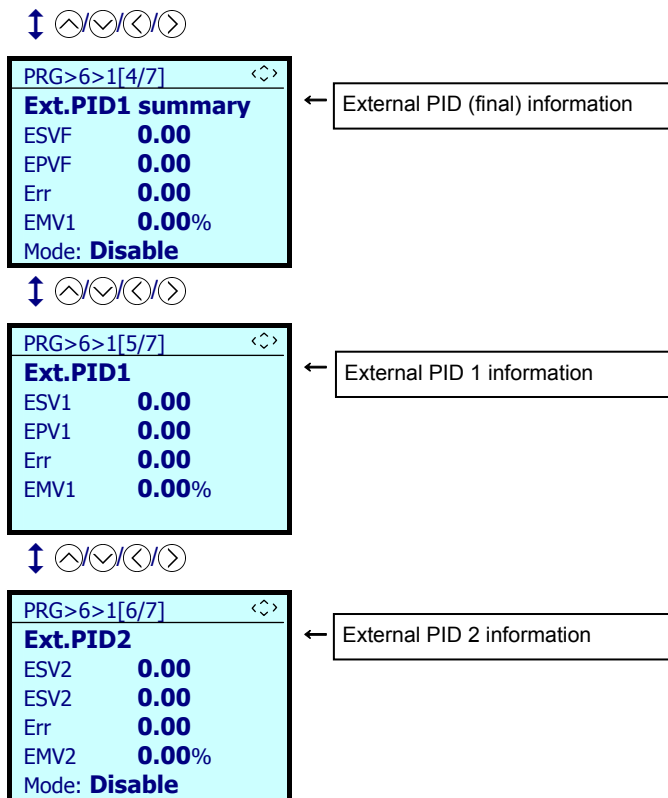 PRG>6>1[4/7]
Ext.PID1 summary
ESVF 0.00
EPVF 0.00
Err 0.00
EMV1 0.00%
Mode: Disable
External PID (final) information
PRG>6>1[5/7]
Ext.PID1
ESV1 0.00
EPV1 0.00
Err 0.00
EMV1 0.00%
External PID 1 information
PRG>6>1[6/7]
Ext.PID2
ESV2 0.00
ESV2 0.00
Err 0.00
EMV2 0.00%
Mode: Disable
External PID 2 information